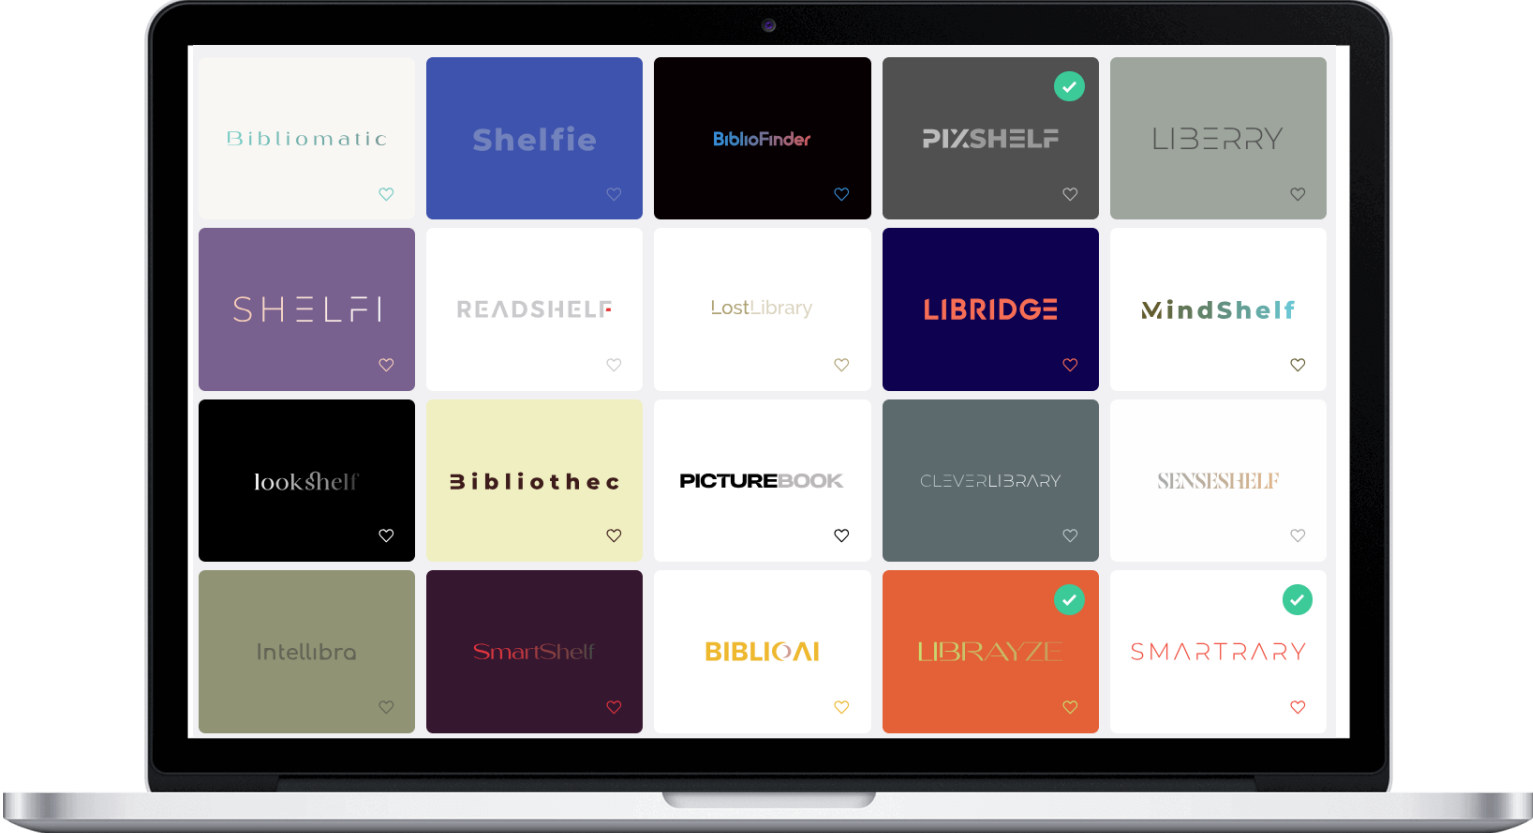 Bibliomatic
Shelfie
BiblioFinder
PIXSHELF
LIBERRY
SHELFI
READSHELF
LostLibrary
LIBRIDGE
MindShelf
lookshelf
Bibliothec
PICTUREBOOK
CLEVERLIBRARY
SENSESHELF
Intellibra
SmartShelf
BIBLIOAI
LIBRAYZE
SMARTRARY